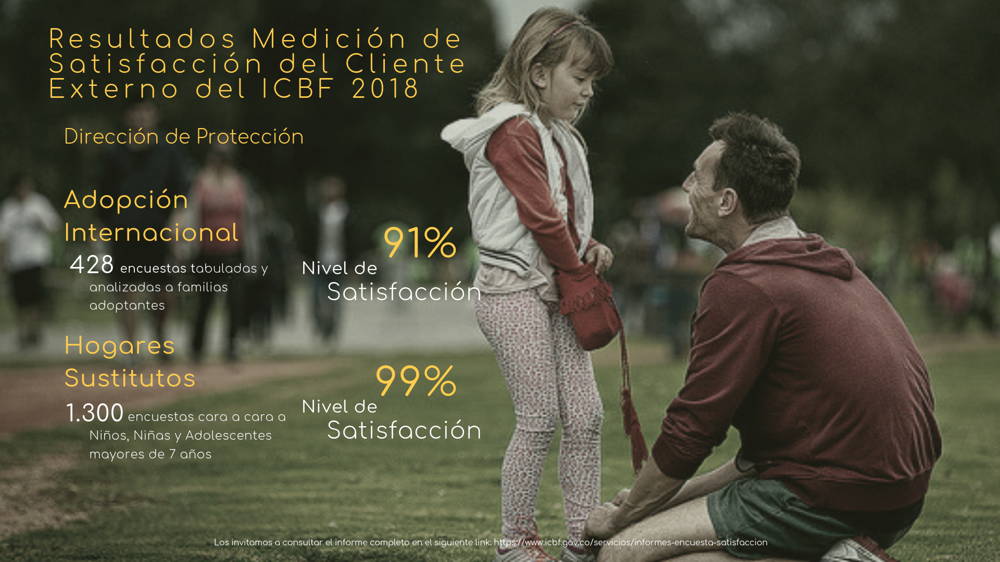 Resultados Medición de
Satisfacción del Cliente
Externo del ICBF 2018
Dirección de Protección
Adopción
Internacional
428 encuestas tabuladas y
analizadas a familias
adoptantes
91%
Nivel de
Satisfacción
Hogares
Sustitutos
1.300 encuestas cara a cara a
Niños, Niñas y Adolescentes
mayores de 7 años
99%
Nivel de
Satisfacción
Los invitamos a consultar el informe completo en el siguiente link: https://www.icbf.gov.co/servicios/informes-encuesta-satisfaccion